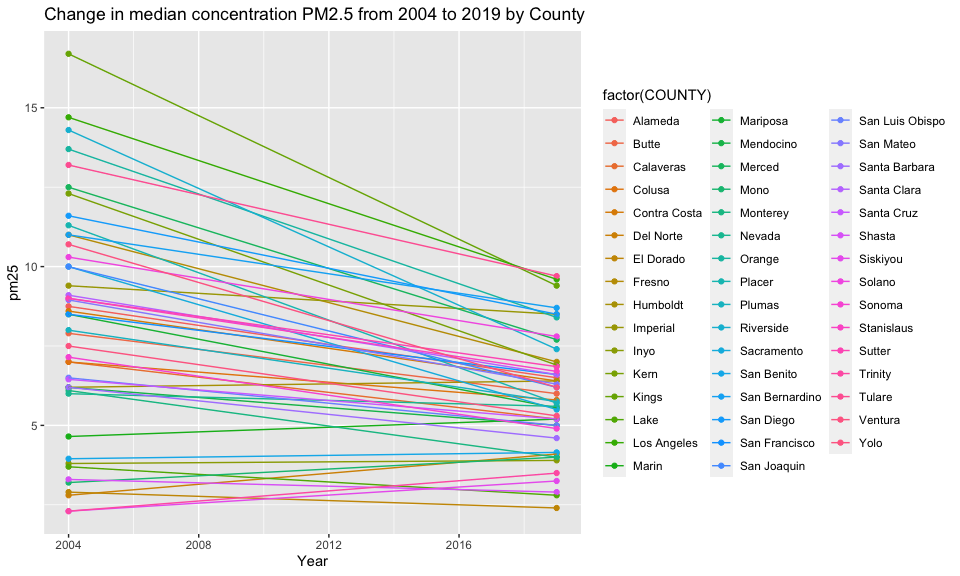 Change in median concentration PM2.5 from 2004 to 2019 by County
pm25
15
10
5
2004
2008
2012
2016
Year
factor(COUNTY)
Alameda
Butte
Calaveras
Colusa
Contra Costa
Del Norte
El Dorado
Fresno
Humboldt
Imperial
Inyo
Kern
Kings
Lake
Los Angeles
Marin
Mariposa
Mendocino
Merced
Mono
Monterey
Nevada
Orange
Placer
Plumas
Riverside
Sacramento
San Benito
San Bernardino
San Diego
San Francisco
San Joaquin
San Luis Obispo
San Mateo
Santa Barbara
Santa Clara
Santa Cruz
Shasta
Siskiyou
Solano
Sonoma
Stanislaus
Sutter
Trinity
Tulare
Ventura
Yolo